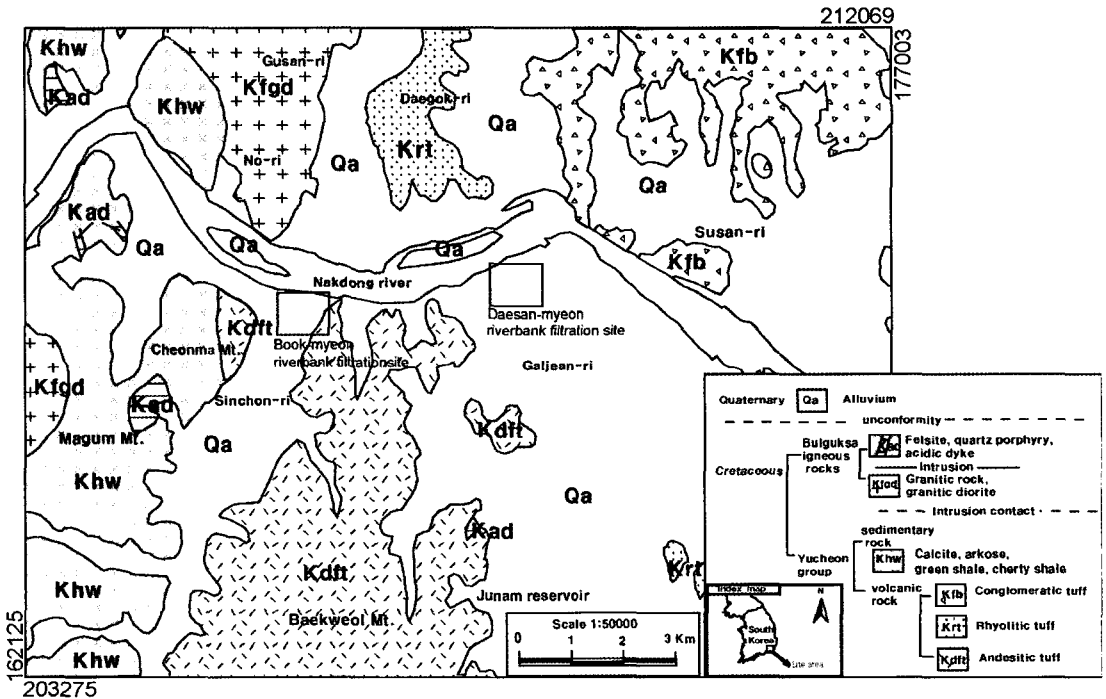 212069
177003
Khw
Kad
Khw
Gusan-ri
Kfgd
No-ri
Qa
Daegok-ri
Krt
Qa
Kfb
Qa
Susan-ri
Kfb
Kad
Qa
Qa
Qa
Nakdong river
Kdft
Book-myeon
riverbank filtrationsite
Daesan-myeon
riverbank filtration site
Cheonma Mt.
Galjean-ri
Kfgd
Kad
Sinchon-ri
Magum Mt.
Qa
Kdft
Khw
Qa
Kad
Kdft
Krt
Khw
Baekweol Mt.
Junam reservoir
Khw
162125
203275
Scale 1:50000
0 1 2 3 Km
Quaternary Qa Alluvium
unconformity
Cretaceous
Bulguksa
igneous
rocks
Felsite, quartz porphyry,
acidic dyke
Intrusion
Granitic rock,
granitic diorite
Intrusion contact
Yucheon
group
sedimentary
rock
Khw Calcite, arkose,
green shale, cherty shale
volcanic
rock
Kfb Conglomeratic tuff
Krt Rhyolitic tuff
Kdft Andesitic tuff
Index map
N
South
Korea
Site area